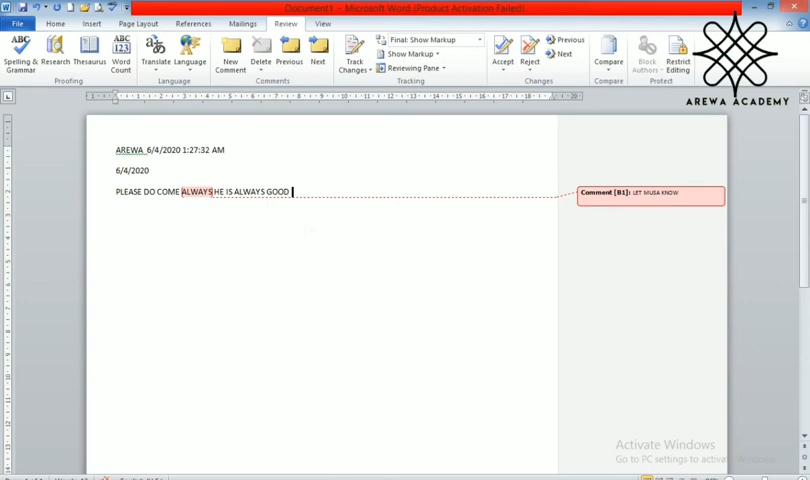 Document1 - Microsoft Word (Product Activation Failed)
File Home Insert Page Layout References Mailings Review View
Spelling & Grammar
Research
Thesaurus
Word Count
Proofing
Translate
Language
Language
New Comment
Delete
Previous
Next
Comments
Track Changes
Final: Show Markup
Show Markup
Reviewing Pane
Tracking
Accept
Reject
Previous
Next
Changes
Compare
Compare
Block Authors
Restrict Editing
Protect
AREWA ACADEMY
AREWA 6/4/2020 1:27:32 AM
6/4/2020
PLEASE DO COME ALWAYS HE IS ALWAYS GOOD
Comment [B1]: LET MUSA KNOW
Activate Windows
Go to PC settings to activate Windows.